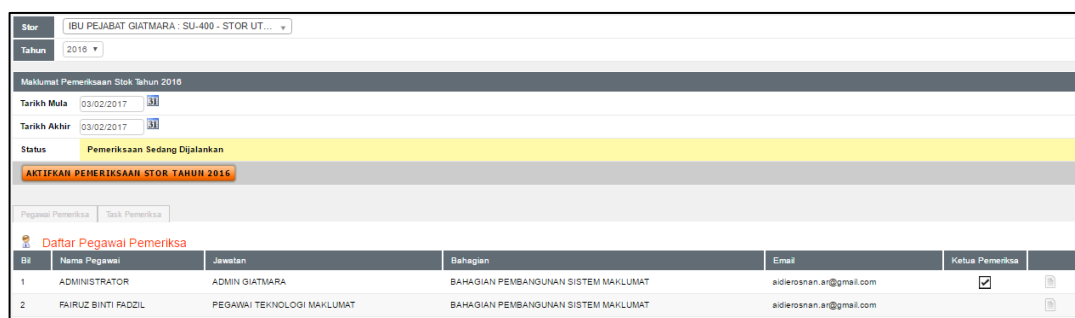 Stor IBU PEJABAT GIATMARA : SU-400 - STOR UT...
Tahun 2016
Maklumat Pemeriksaan Stok Tahun 2016
Tarikh Mula 03/02/2017 31
Tarikh Akhir 03/02/2017 31
Status Pemeriksaan Sedang Dijalankan
AKTIFKAN PEMERIKSAAN STOR TAHUN 2016
Pegawai Pemeriksa Task Pemeriksa
Daftar Pegawai Pemeriksa
Bil Nama Pegawai Jawatan Bahagian Email Ketua Pemeriksa
1 ADMINISTRATOR ADMIN GIATMARA BAHAGIAN PEMBANGUNAN SISTEM MAKLUMAT aidierosnan.ar@gmail.com
2 FAIRUZ BINTI FADZIL PEGAWAI TEKNOLOGI MAKLUMAT BAHAGIAN PEMBANGUNAN SISTEM MAKLUMAT aidierosnan.ar@gmail.com